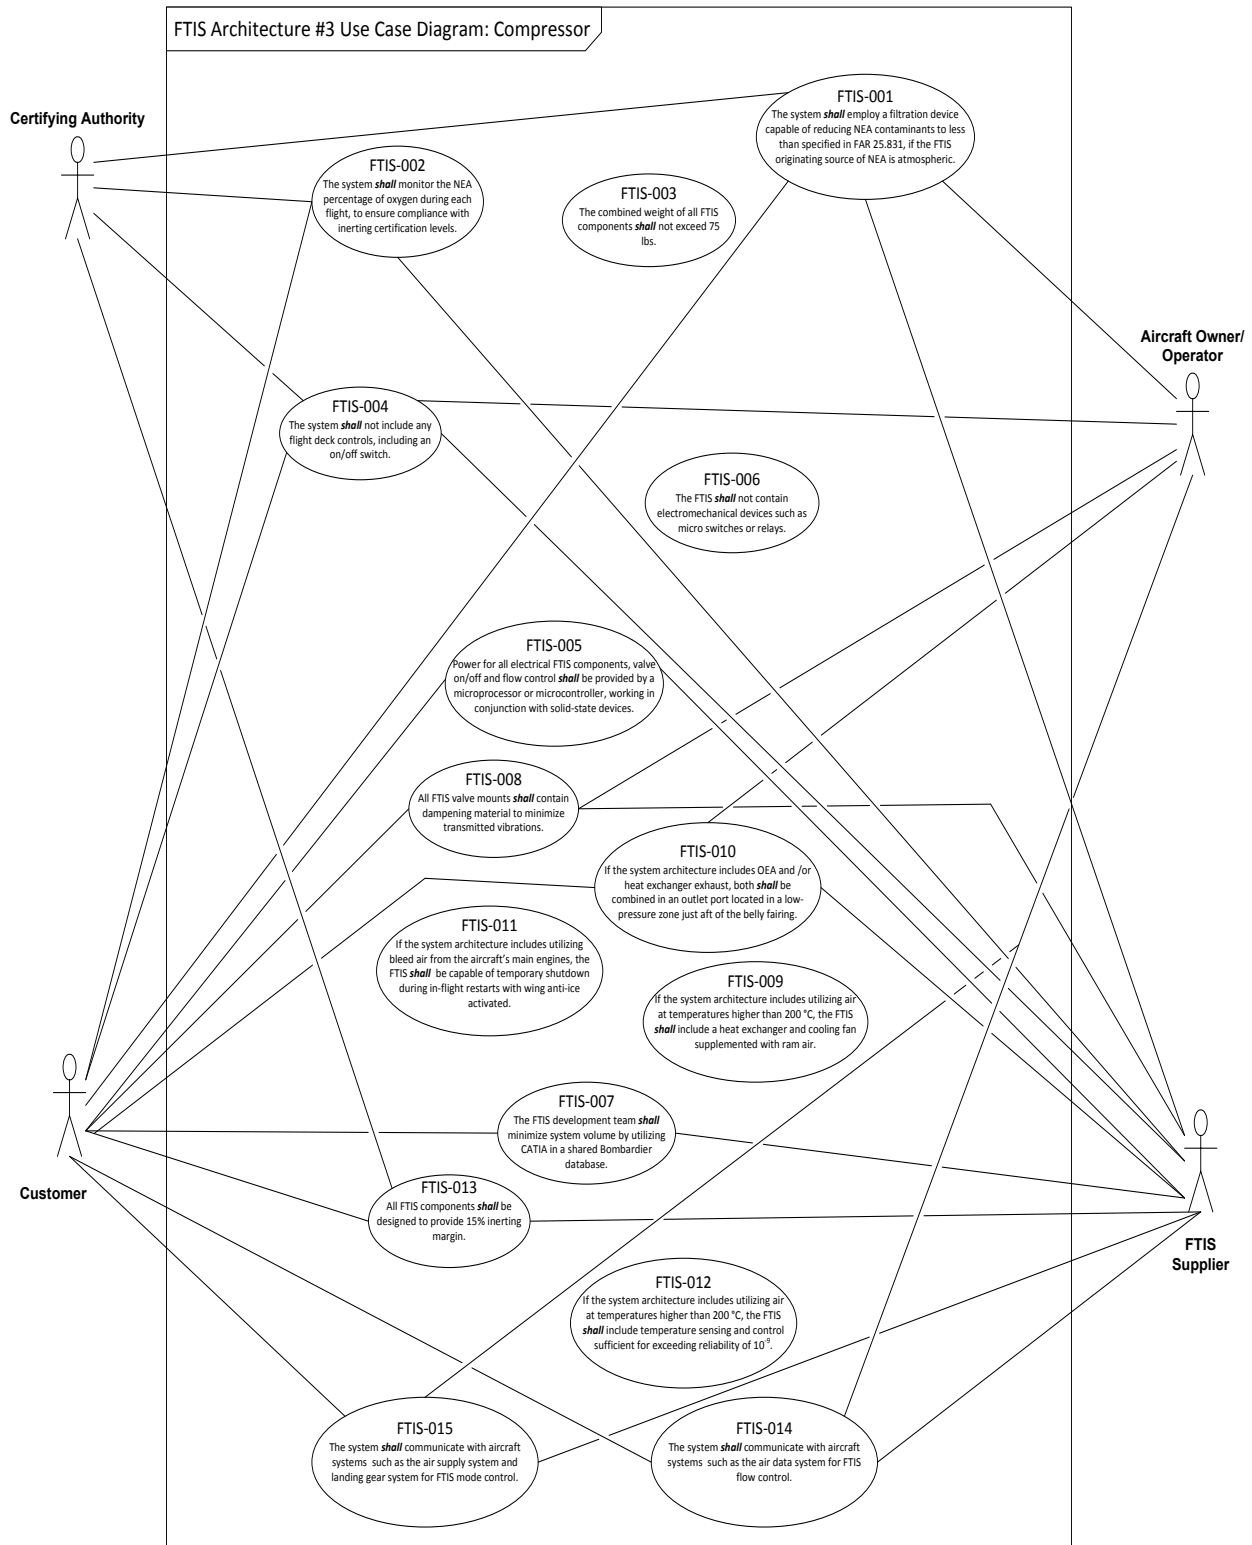 FTIS Architecture #3 Use Case Diagram: Compressor
Certifying Authority
FTIS-001
The system shall employ a filtration device
capable of reducing NEA contaminants to less
than specified in FAR 25.831, if the FTIS
originating source of NEA is atmospheric.
FTIS-002
The system shall monitor the NEA
percentage of oxygen during each
flight, to ensure compliance with
inerting certification levels.
FTIS-003
The combined weight of all FTIS
components shall not exceed 75
lbs.
Aircraft Owner/
Operator
FTIS-004
The system shall not include any
flight deck controls, including an
on/off switch.
FTIS-006
The FTIS shall not contain
electromechanical devices such as
micro switches or relays.
FTIS-005
Power for all electrical FTIS components, valve
on/off and flow control shall be provided by a
microprocessor or microcontroller, working in
conjunction with solid-state devices.
FTIS-008
All FTIS valve mounts shall contain
dampening material to minimize
transmitted vibrations.
FTIS-010
If the system architecture includes OEA and /or
heat exchanger exhaust, both shall be
combined in an outlet port located in a low-
pressure zone just aft of the belly fairing.
FTIS-011
If the system architecture includes utilizing
bleed air from the aircraft's main engines, the
FTIS shall be capable of temporary shutdown
during in-flight restarts with wing anti-ice
activated.
FTIS-009
If the system architecture includes utilizing air
at temperatures higher than 200 °C, the FTIS
shall include a heat exchanger and cooling fan
supplemented with ram air.
FTIS-007
The FTIS development team shall
minimize system volume by utilizing
CATIA in a shared Bombardier
database.
Customer
FTIS-013
All FTIS components shall be
designed to provide 15% inerting
margin.
FTIS
Supplier
FTIS-012
If the system architecture includes utilizing air
at temperatures higher than 200 °C, the FTIS
shall include temperature sensing and control
sufficient for exceeding reliability of 10⁻⁹.
FTIS-015
The system shall communicate with aircraft
systems such as the air supply system and
landing gear system for FTIS mode control.
FTIS-014
The system shall communicate with aircraft
systems such as the air data system for FTIS
flow control.